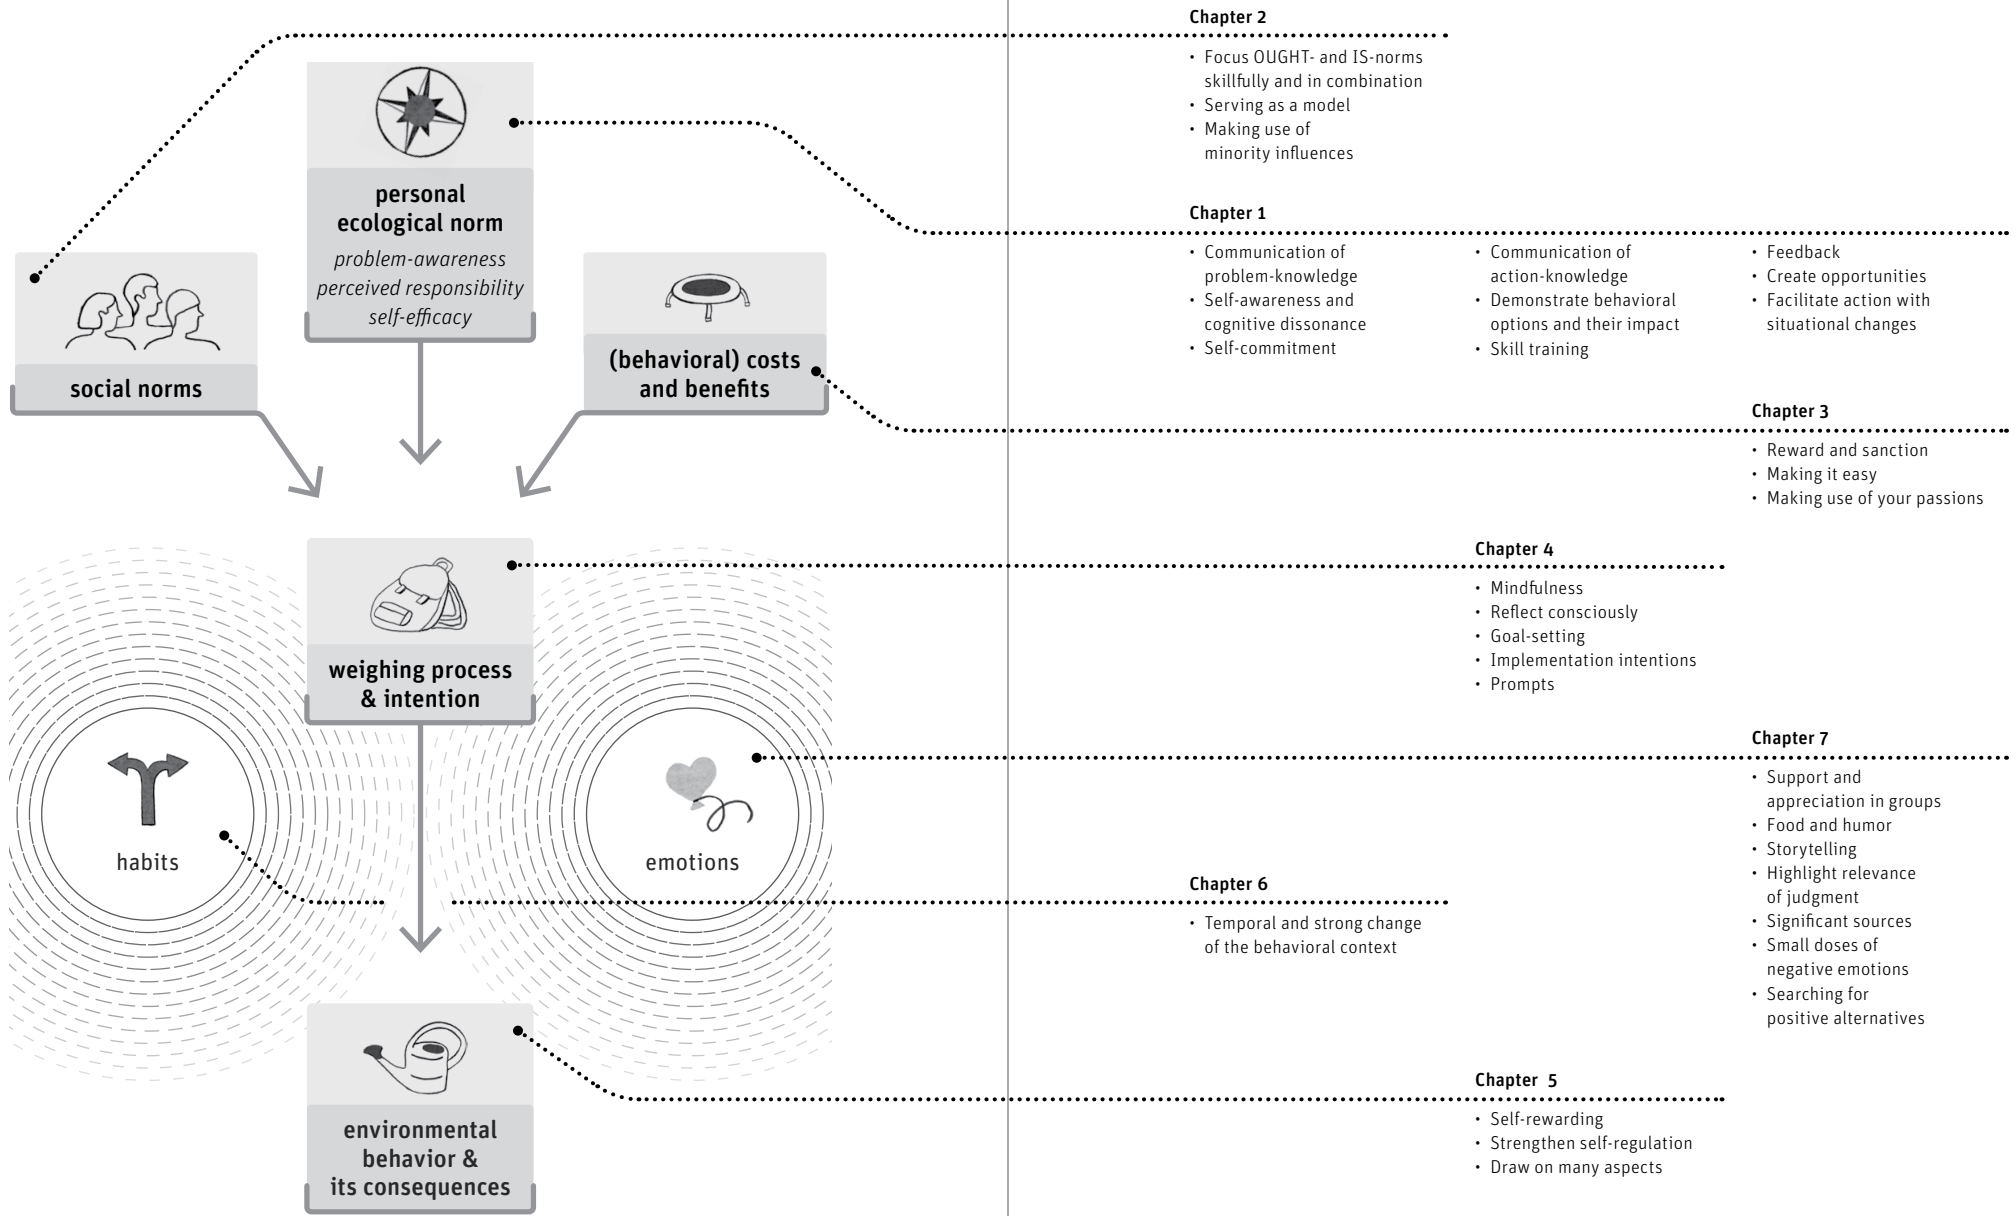 personal
ecological norm
problem-awareness
perceived responsibility
self-efficacy
social norms
(behavioral) costs
and benefits
weighing process
& intention
habits
emotions
environmental
behavior &
its consequences
Chapter 2
• Focus OUGHT- and IS-norms
skillfully and in combination
• Serving as a model
• Making use of
minority influences
Chapter 1
• Communication of
problem-knowledge
• Self-awareness and
cognitive dissonance
• Self-commitment
• Communication of
action-knowledge
• Demonstrate behavioral
options and their impact
• Skill training
• Feedback
• Create opportunities
• Facilitate action with
situational changes
Chapter 3
• Reward and sanction
• Making it easy
• Making use of your passions
Chapter 4
• Mindfulness
• Reflect consciously
• Goal-setting
• Implementation intentions
• Prompts
Chapter 7
• Support and
appreciation in groups
• Food and humor
• Storytelling
• Highlight relevance
of judgment
• Significant sources
• Small doses of
negative emotions
• Searching for
positive alternatives
Chapter 6
• Temporal and strong change
of the behavioral context
Chapter 5
• Self-rewarding
• Strengthen self-regulation
• Draw on many aspects